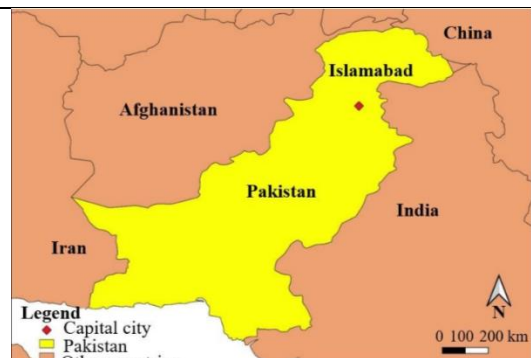 China
Islamabad
Afghanistan
Pakistan
India
Iran
Legend
Capital city
Pakistan
N
0 100 200 km